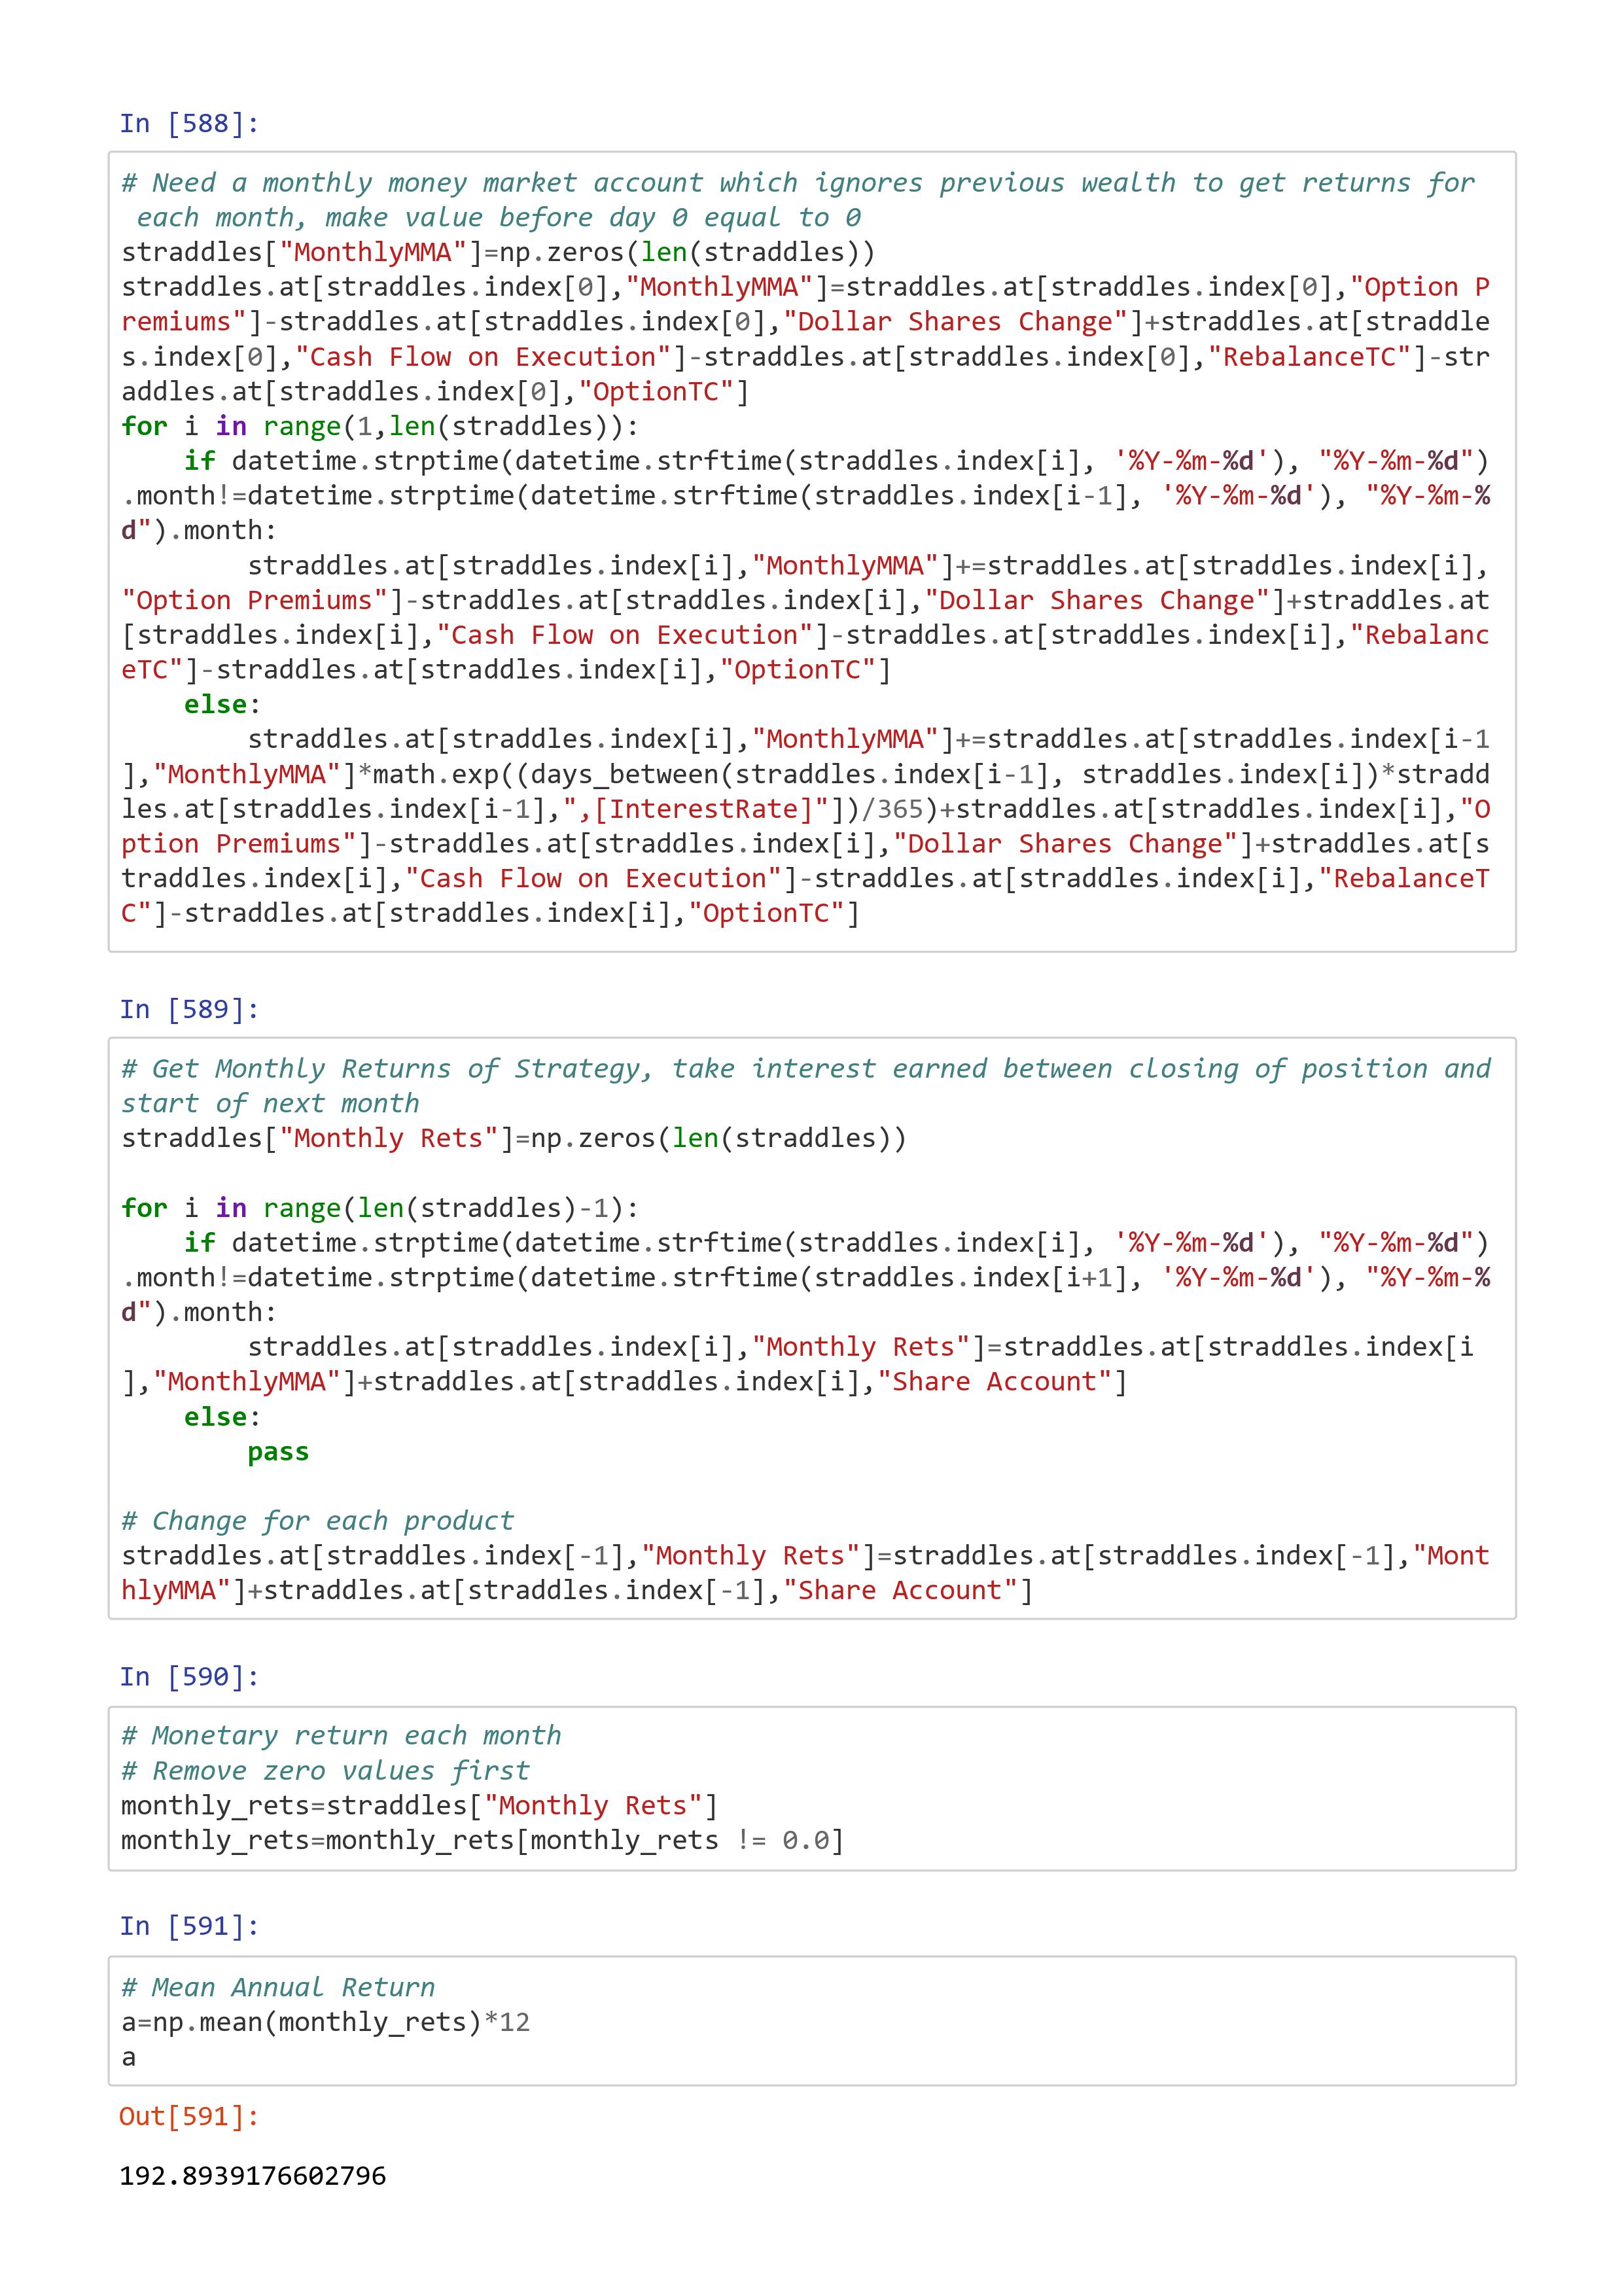 In [588]:
# Need a monthly money market account which ignores previous wealth to get returns for
 each month, make value before day 0 equal to 0
straddles["MonthlyMMA"]=np.zeros(len(straddles))
straddles.at[straddles.index[0],"MonthlyMMA"]=straddles.at[straddles.index[0],"Option P
remiums"]-straddles.at[straddles.index[0],"Dollar Shares Change"]+straddles.at[straddle
s.index[0],"Cash Flow on Execution"]-straddles.at[straddles.index[0],"RebalanceTC"]-str
addles.at[straddles.index[0],"OptionTC"]
for i in range(1,len(straddles)):
    if datetime.strptime(datetime.strftime(straddles.index[i], '%Y-%m-%d'), "%Y-%m-%d")
.month!=datetime.strptime(datetime.strftime(straddles.index[i-1], '%Y-%m-%d'), "%Y-%m-%
d").month:
        straddles.at[straddles.index[i],"MonthlyMMA"]+=straddles.at[straddles.index[i],
"Option Premiums"]-straddles.at[straddles.index[i],"Dollar Shares Change"]+straddles.at
[straddles.index[i],"Cash Flow on Execution"]-straddles.at[straddles.index[i],"Rebalanc
eTC"]-straddles.at[straddles.index[i],"OptionTC"]
    else:
        straddles.at[straddles.index[i],"MonthlyMMA"]+=straddles.at[straddles.index[i-1
],"MonthlyMMA"]*math.exp((days_between(straddles.index[i-1], straddles.index[i])*stradd
les.at[straddles.index[i-1],",[InterestRate]"])/365)+straddles.at[straddles.index[i],"O
ption Premiums"]-straddles.at[straddles.index[i],"Dollar Shares Change"]+straddles.at[s
traddles.index[i],"Cash Flow on Execution"]-straddles.at[straddles.index[i],"RebalanceT
C"]-straddles.at[straddles.index[i],"OptionTC"]
In [589]:
# Get Monthly Returns of Strategy, take interest earned between closing of position and
start of next month
straddles["Monthly Rets"]=np.zeros(len(straddles))
for i in range(len(straddles)-1):
    if datetime.strptime(datetime.strftime(straddles.index[i], '%Y-%m-%d'), "%Y-%m-%d")
.month!=datetime.strptime(datetime.strftime(straddles.index[i+1], '%Y-%m-%d'), "%Y-%m-%
d").month:
        straddles.at[straddles.index[i],"Monthly Rets"]=straddles.at[straddles.index[i
],"MonthlyMMA"]+straddles.at[straddles.index[i],"Share Account"]
    else:
        pass
# Change for each product
straddles.at[straddles.index[-1],"Monthly Rets"]=straddles.at[straddles.index[-1],"Mont
hlyMMA"]+straddles.at[straddles.index[-1],"Share Account"]
In [590]:
# Monetary return each month
# Remove zero values first
monthly_rets=straddles["Monthly Rets"]
monthly_rets=monthly_rets[monthly_rets != 0.0]
In [591]:
# Mean Annual Return
a=np.mean(monthly_rets)*12
a
Out[591]:
192.8939176602796